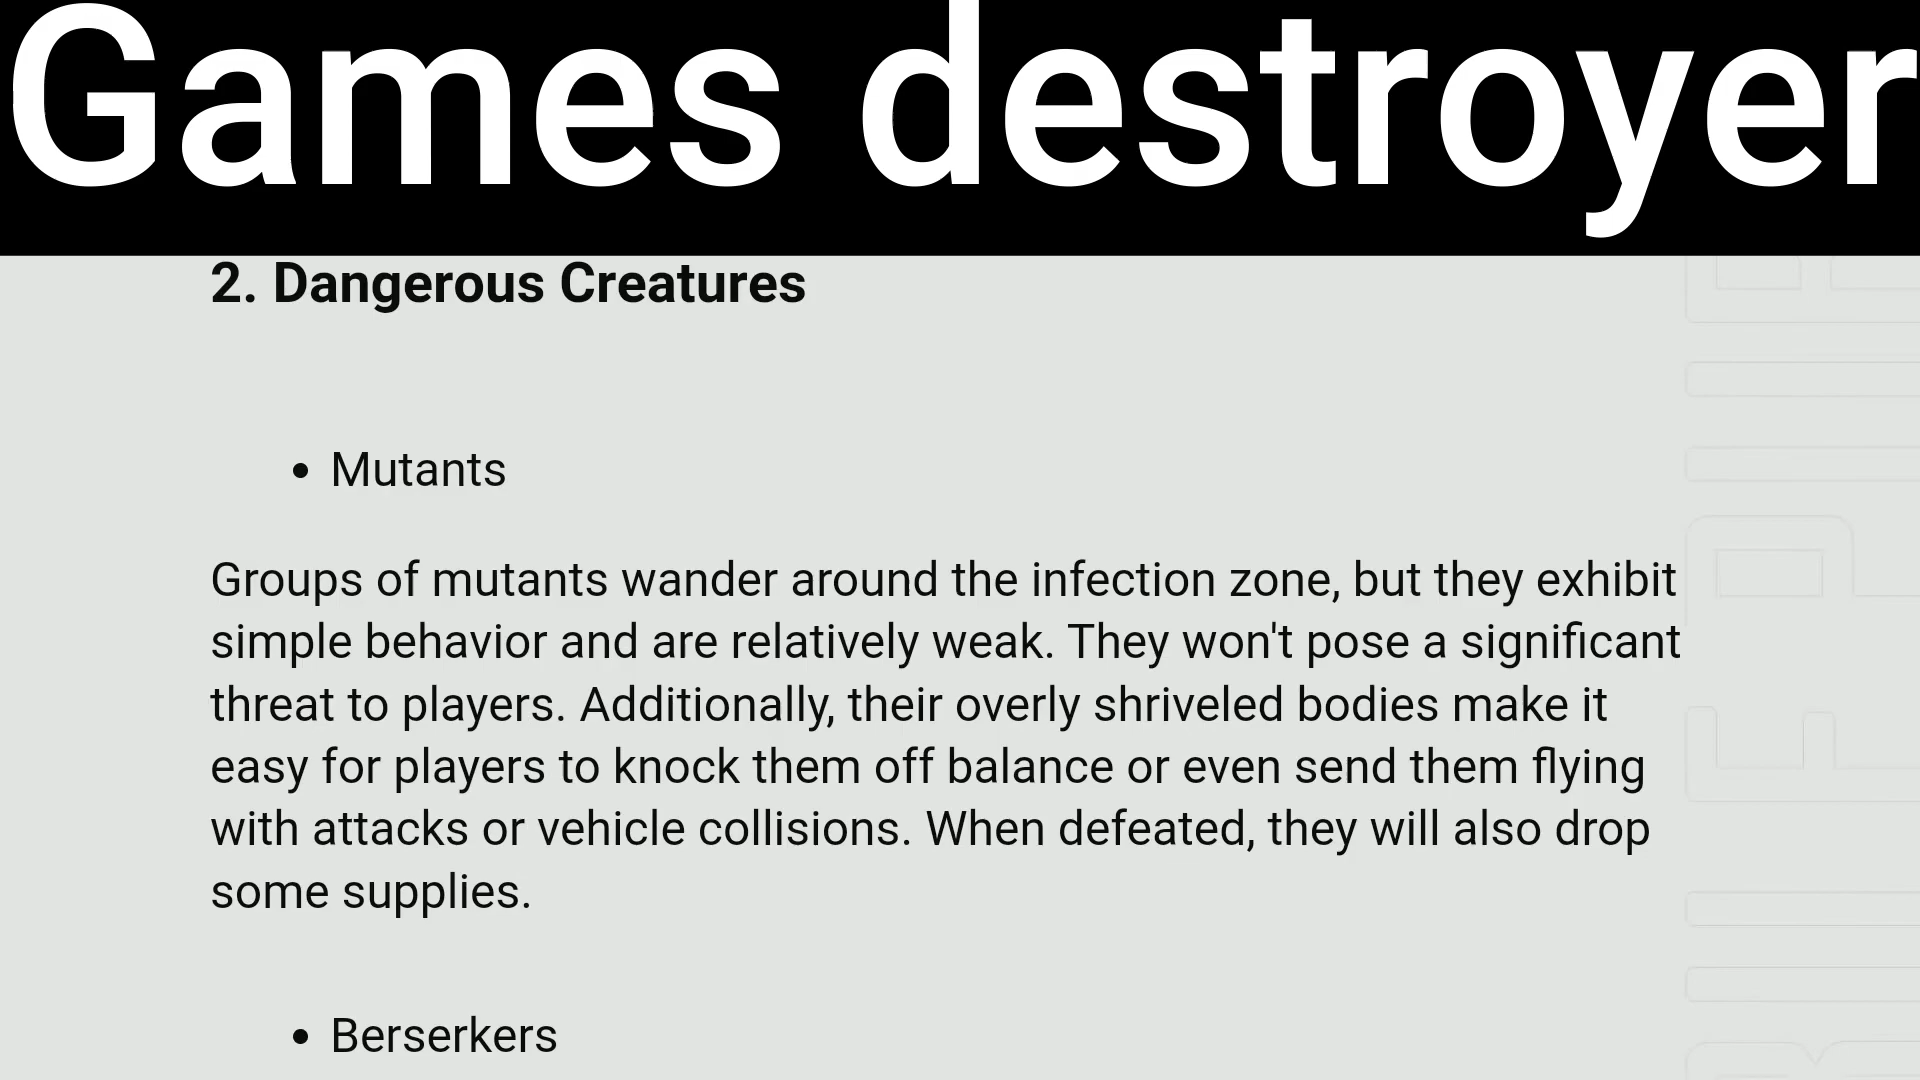 Games destroyer
2. Dangerous Creatures
• Mutants
Groups of mutants wander around the infection zone, but they exhibit
simple behavior and are relatively weak. They won't pose a significant
threat to players. Additionally, their overly shriveled bodies make it
easy for players to knock them off balance or even send them flying
with attacks or vehicle collisions. When defeated, they will also drop
some supplies.
• Berserkers